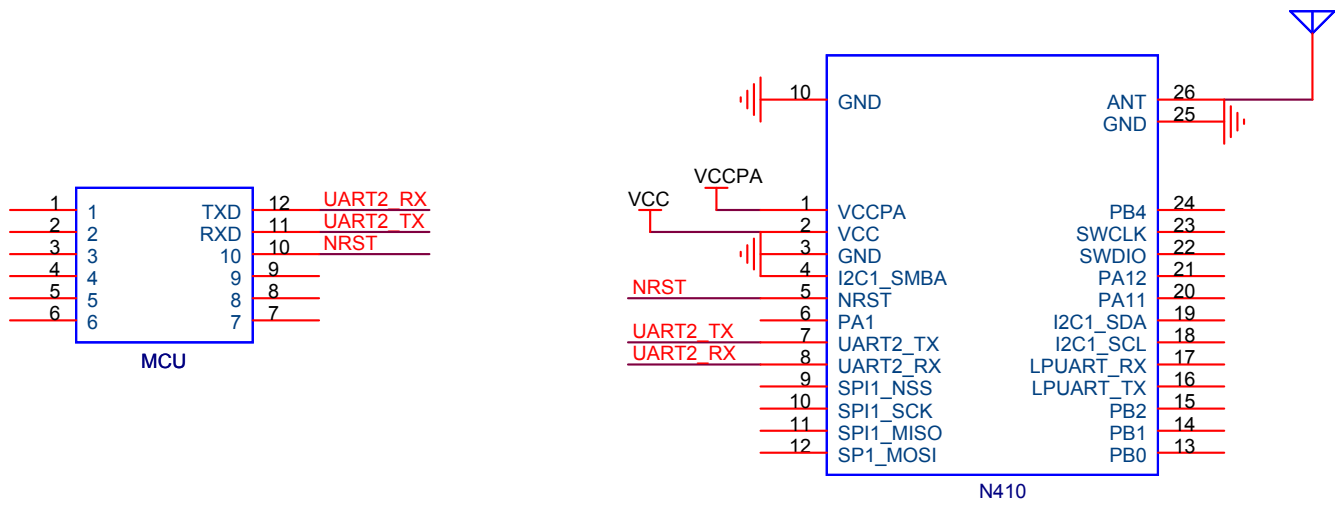 1 1 TXD 12 UART2_RX
2 2 RXD 11 UART2_TX
3 3 10 10 NRST
4 4 9 9
5 5 8 8
6 6 7 7
MCU
10 GND ANT 26
GND 25
VCCPA
VCC
1 VCCPA PB4 24
2 VCC SWCLK 23
3 GND SWDIO 22
4 I2C1_SMBA PA12 21
NRST 5 NRST PA11 20
6 PA1 I2C1_SDA 19
UART2_TX 7 UART2_TX I2C1_SCL 18
UART2_RX 8 UART2_RX LPUART_RX 17
9 SPI1_NSS LPUART_TX 16
10 SPI1_SCK PB2 15
11 SPI1_MISO PB1 14
12 SP1_MOSI PB0 13
N410